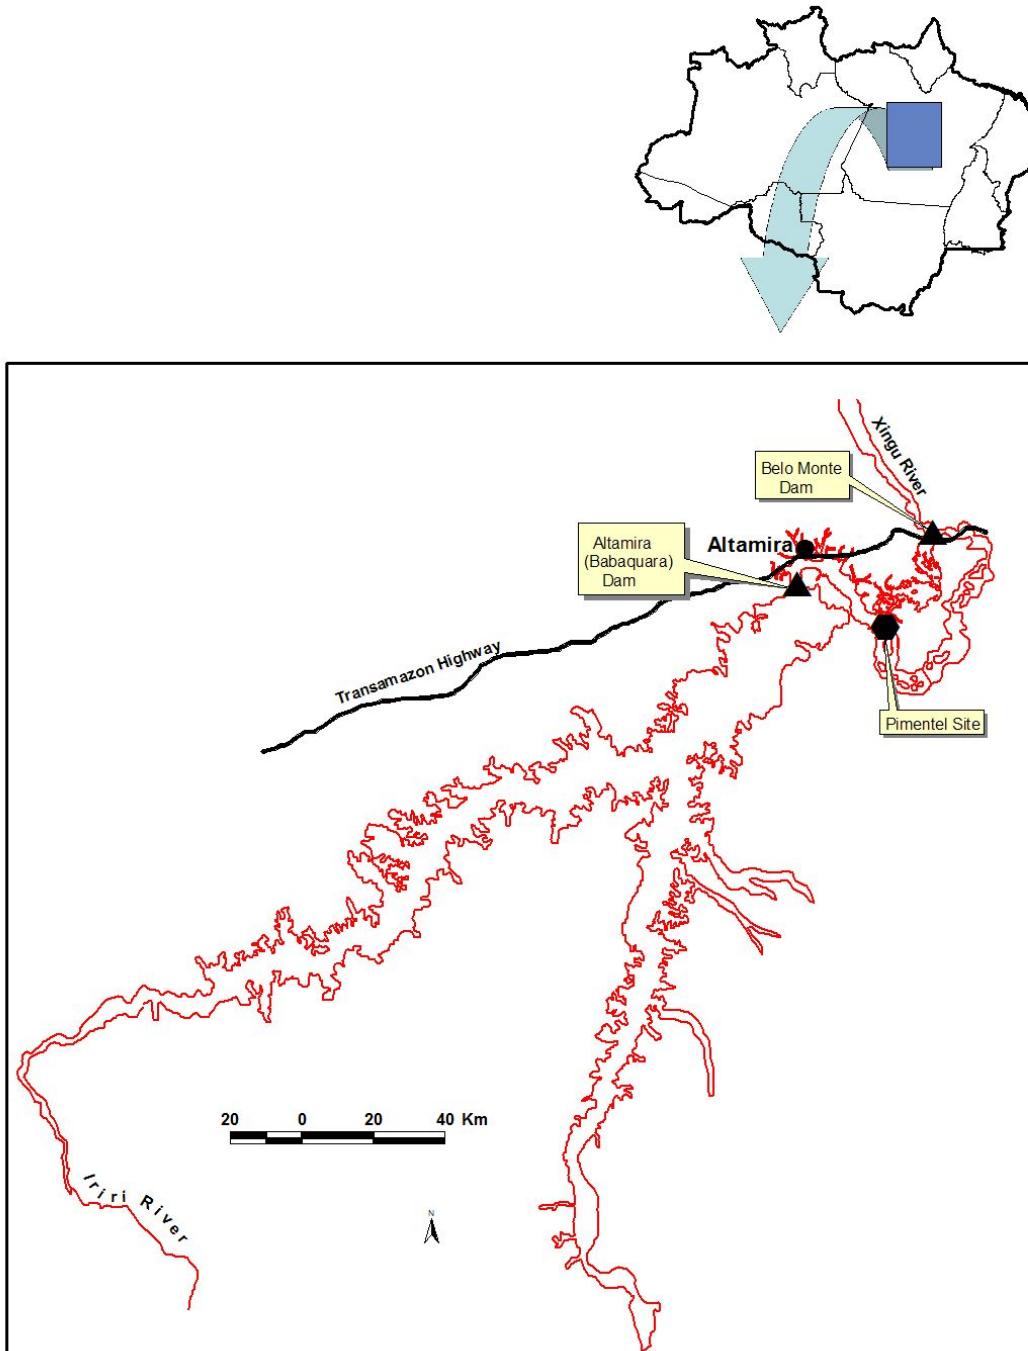 Xingu River
Belo Monte
Dam
Altamira
(Babaquara)
Dam
Altamira
Transamazon Highway
Pimentel Site
20 0 20 40 Km
Iriri River
N